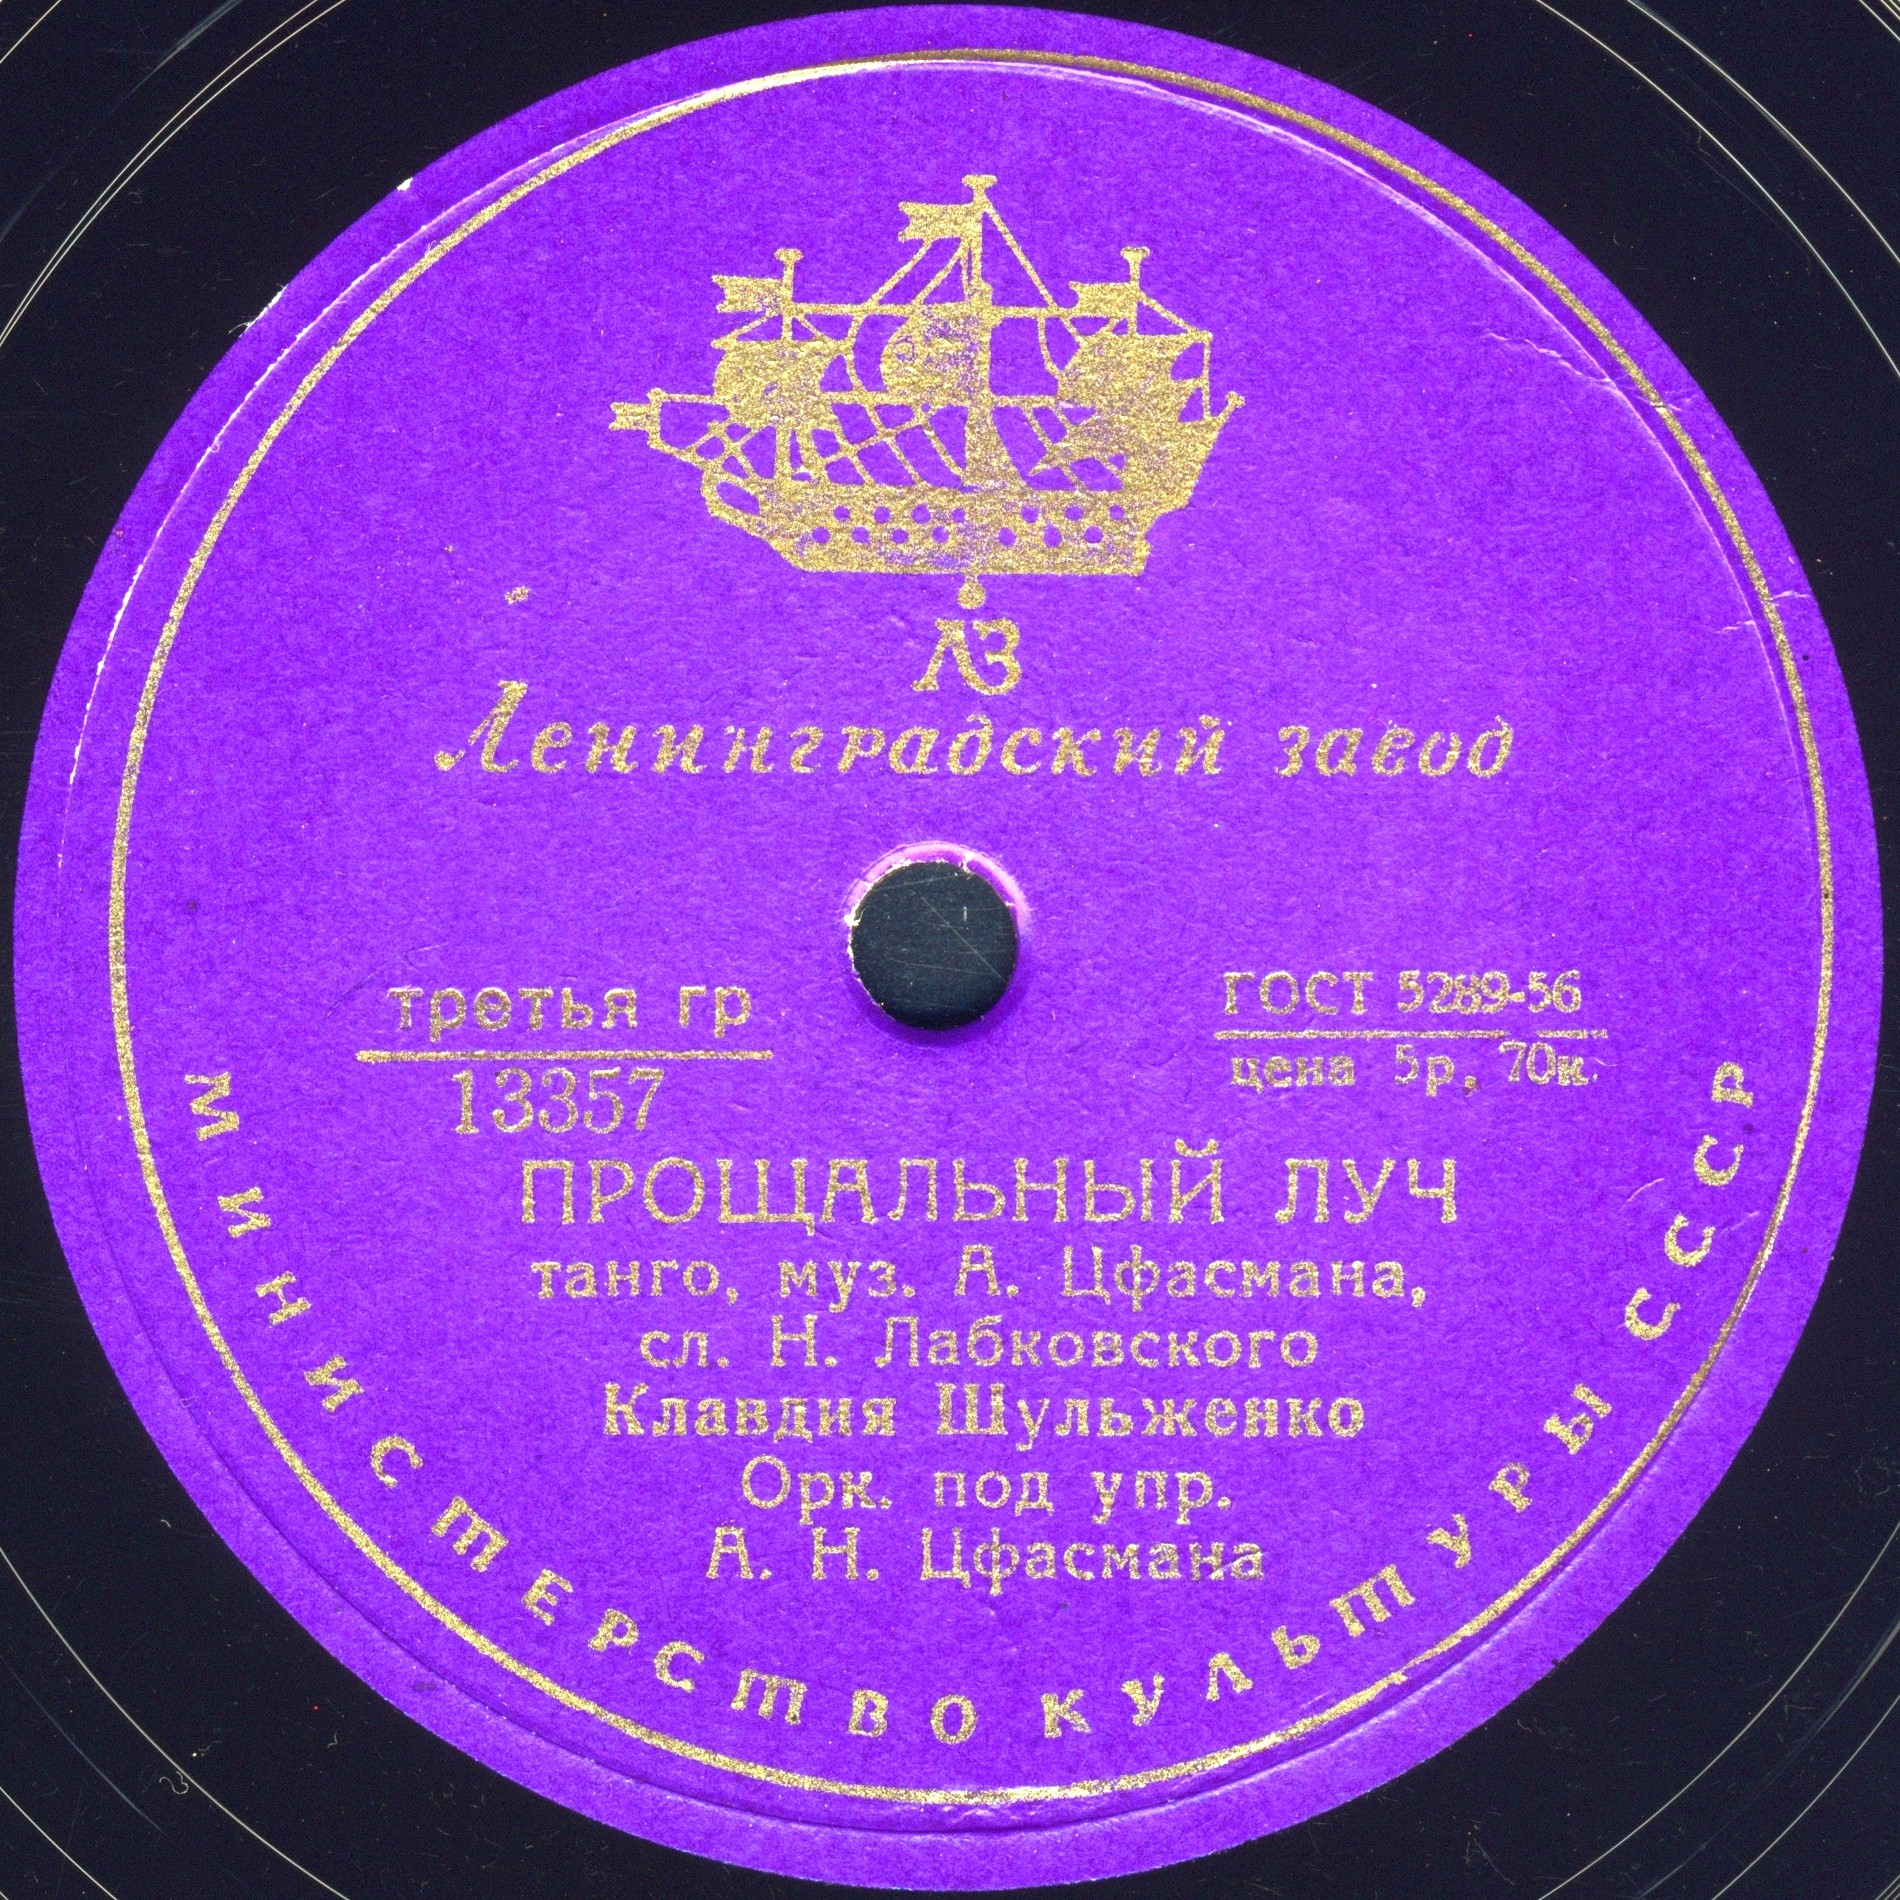 ЛЗ
Ленинградский завод
третья гр
13357
ГОСТ 5289-56
цена 5р, 70к.
ПРОЩАЛЬНЫЙ ЛУЧ
танго, муз. А. Цфасмана,
сл. Н. Лабковского
Клавдия Шульженко
Орк. под упр.
А. Н. Цфасмана
МИНИСТЕРСТВО КУЛЬТУРЫ СССР